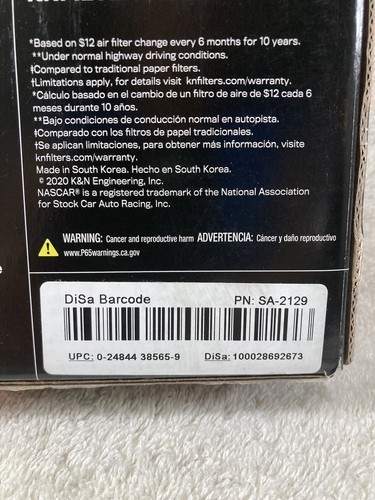 *Based on $12 air filter change every 6 months for 10 years.
**Under normal highway driving conditions.
ƚCompared to traditional paper filters.
ƚLimitations apply, for details visit knfilters.com/warranty.
*Cálculo basado en el cambio de un filtro de aire de $12 cada 6
meses durante 10 años.
**Bajo condiciones de conducción normal en autopista.
ƚComparado con los filtros de papel tradicionales.
ƚSe aplican limitaciones, para obtener más información, visite
knfilters.com/warranty.
Made in South Korea. Hecho en South Korea.
© 2020 K&N Engineering, Inc.
NASCAR® is a registered trademark of the National Association
for Stock Car Auto Racing, Inc.
WARNING: Cancer and reproductive harm ADVERTENCIA: Cáncer y daño reproductivo
www.P65warnings.ca.gov
DiSa Barcode PN: SA-2129
UPC: 0-24844 38565-9 DiSa: 100028692673